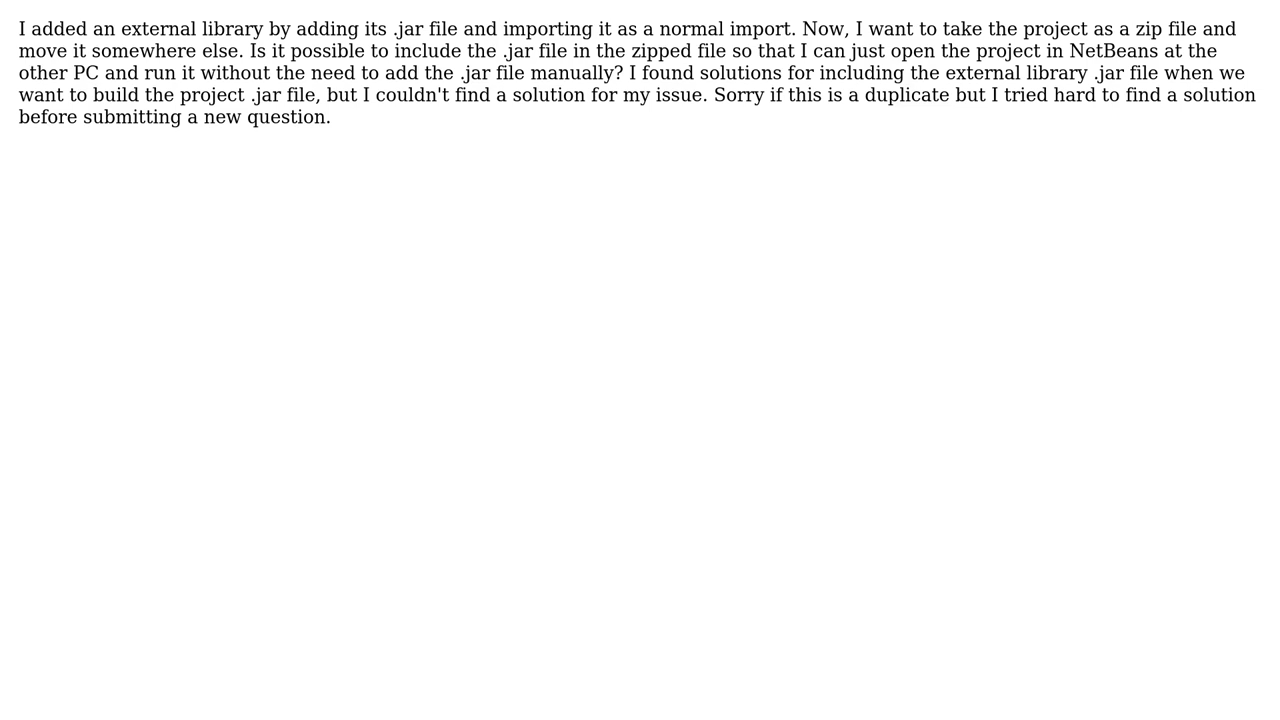 I added an external library by adding its .jar file and importing it as a normal import. Now, I want to take the project as a zip file and
move it somewhere else. Is it possible to include the .jar file in the zipped file so that I can just open the project in NetBeans at the
other PC and run it without the need to add the .jar file manually? I found solutions for including the external library .jar file when we
want to build the project .jar file, but I couldn't find a solution for my issue. Sorry if this is a duplicate but I tried hard to find a solution
before submitting a new question.